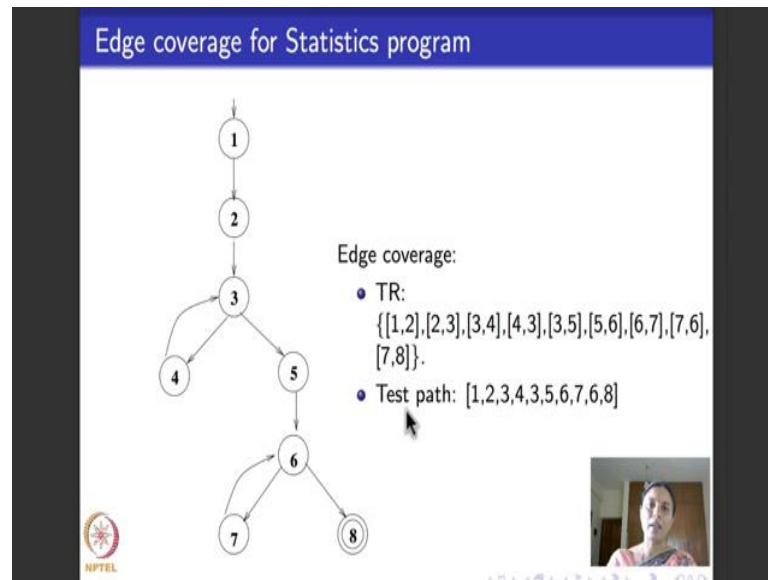 Edge coverage for Statistics program
1
2
3
4
5
6
7
8
Edge coverage:
TR:
{[1,2],[2,3],[3,4],[4,3],[3,5],[5,6],[6,7],[7,6],
[7,8]}.
Test path: [1,2,3,4,3,5,6,7,6,8]
NPTEL